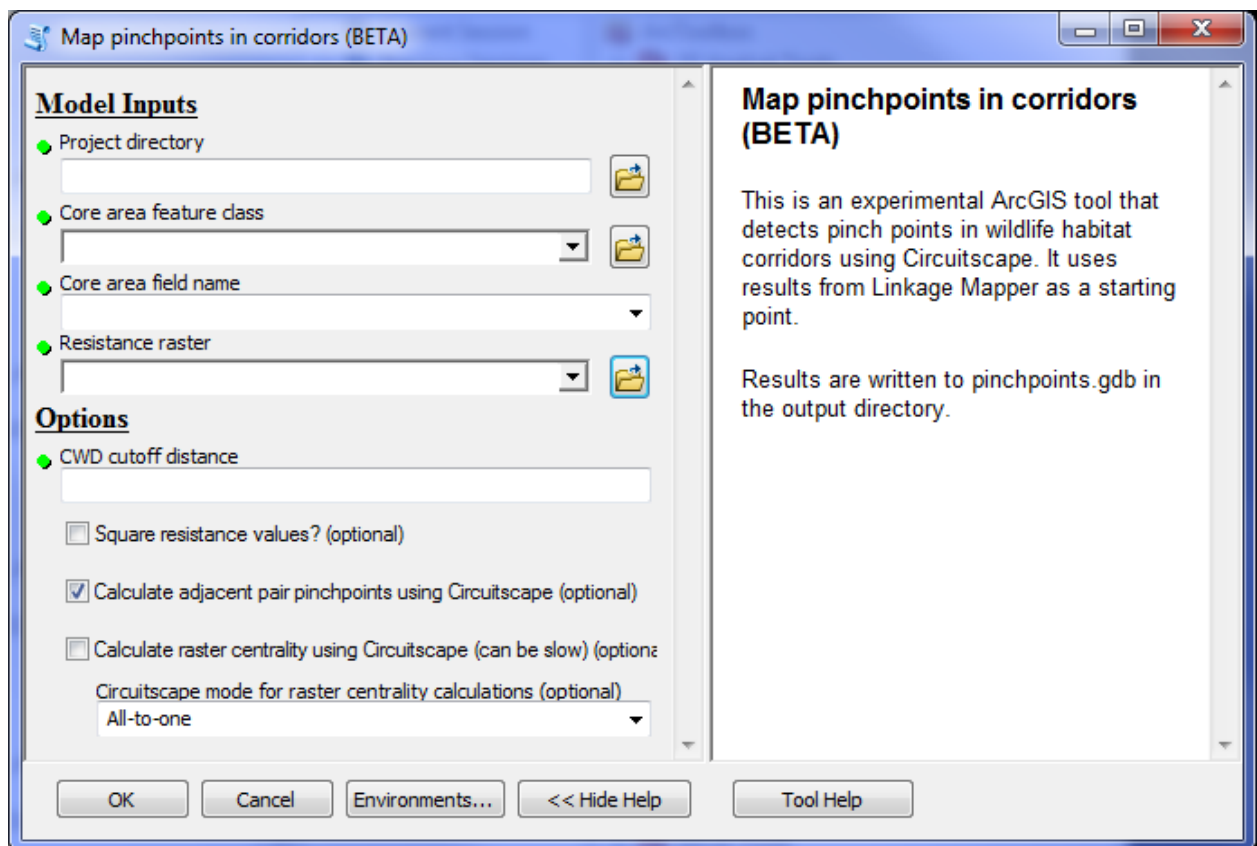 Map pinchpoints in corridors (BETA)
Model Inputs
Project directory
Core area feature class
Core area field name
Resistance raster
Options
CWD cutoff distance
Square resistance values? (optional)
Calculate adjacent pair pinchpoints using Circuitscape (optional)
Calculate raster centrality using Circuitscape (can be slow) (optiona
Circuitscape mode for raster centrality calculations (optional)
All-to-one
Map pinchpoints in corridors
(BETA)
This is an experimental ArcGIS tool that
detects pinch points in wildlife habitat
corridors using Circuitscape. It uses
results from Linkage Mapper as a starting
point.
Results are written to pinchpoints.gdb in
the output directory.
OK
Cancel
Environments...
<< Hide Help
Tool Help